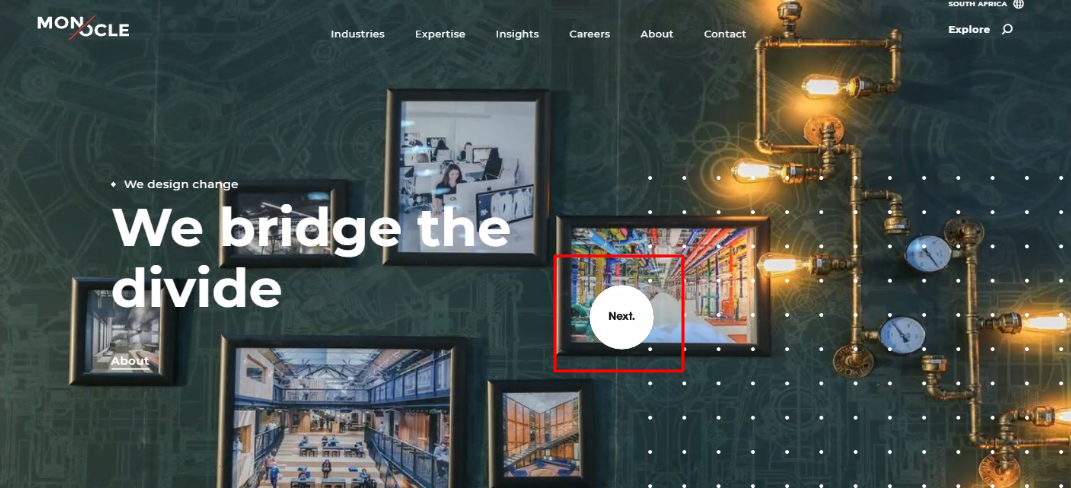 MONOCLE
Industries
Expertise
Insights
Careers
About
Contact
SOUTH AFRICA
Explore
We design change
We bridge the
divide
Next.
About